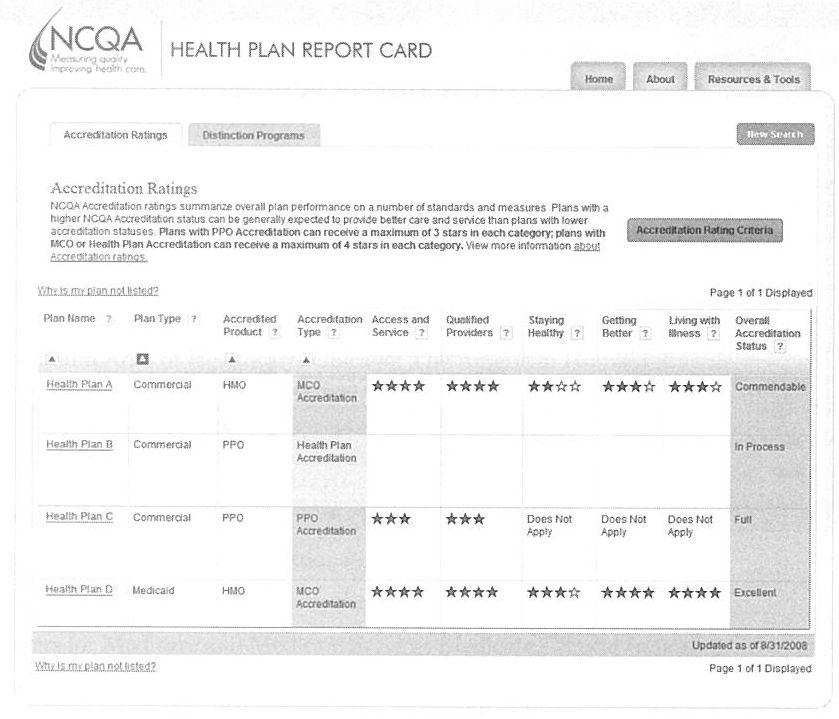 NCQA
Measuring quality.
Improving health care.
HEALTH PLAN REPORT CARD
Home About Resources & Tools
Accreditation Ratings Distinction Programs New Search
Accreditation Ratings
NCQA Accreditation ratings summarize overall plan performance on a number of standards and measures. Plans with a
higher NCQA Accreditation status can be generally expected to provide better care and service than plans with lower
accreditation statuses. Plans with PPO Accreditation can receive a maximum of 3 stars in each category; plans with
MCO or Health Plan Accreditation can receive a maximum of 4 stars in each category. View more information about
Accreditation ratings.
Accreditation Rating Criteria
Why is my plan not listed? Page 1 of 1 Displayed
Plan Name ? Plan Type ? Accredited Accreditation Access and Qualified Staying Getting Living with Overall
Product ? Type ? Service ? Providers ? Healthy ? Better ? Illness ? Accreditation
Status ?
Health Plan A Commercial HMO MCO ★★★★ ★★★★ ★★☆☆ ★★★☆ ★★★☆ Commendable
Accreditation
Health Plan B Commercial PPO Health Plan In Process
Accreditation
Health Plan C Commercial PPO PPO ★★★ ★★★ Does Not Does Not Does Not Full
Accreditation Apply Apply Apply
Health Plan D Medicaid HMO MCO ★★★★ ★★★★ ★★★☆ ★★★★ ★★★★ Excellent
Accreditation
Updated as of 8/31/2008
Why is my plan not listed? Page 1 of 1 Displayed